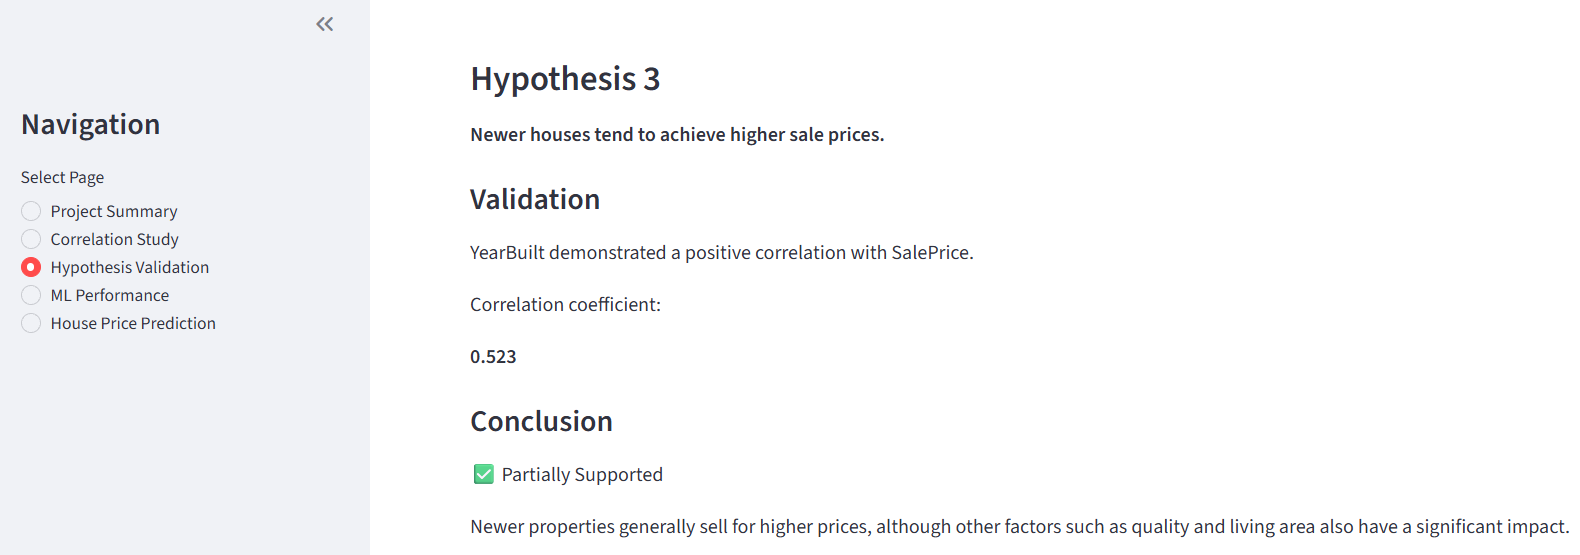 Navigation
Select Page
Project Summary
Correlation Study
Hypothesis Validation
ML Performance
House Price Prediction
Hypothesis 3
Newer houses tend to achieve higher sale prices.
Validation
YearBuilt demonstrated a positive correlation with SalePrice.
Correlation coefficient:
0.523
Conclusion
✅ Partially Supported
Newer properties generally sell for higher prices, although other factors such as quality and living area also have a significant impact.